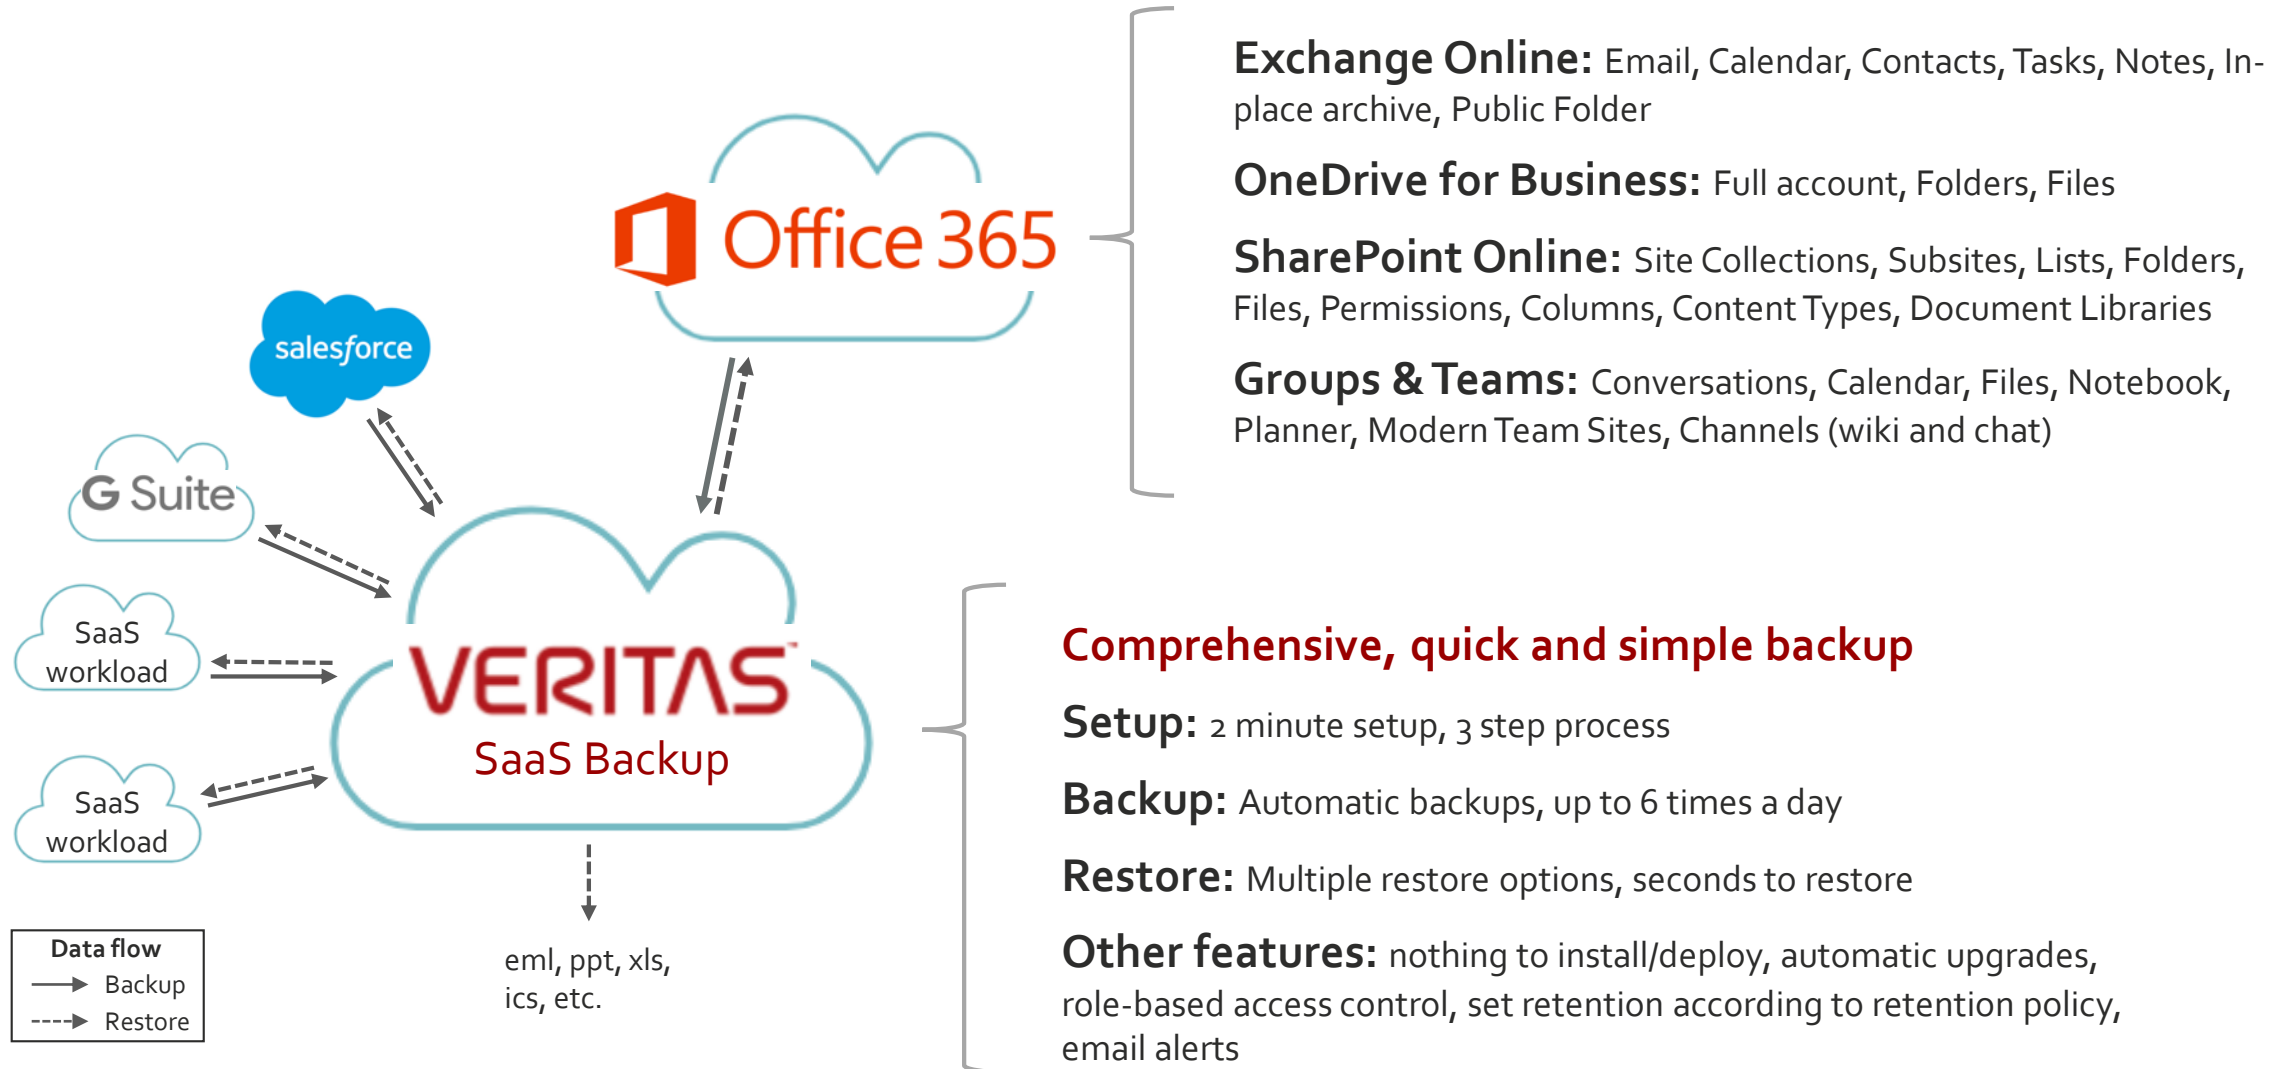 Exchange Online: Email, Calendar, Contacts, Tasks, Notes, In-
place archive, Public Folder
OneDrive for Business: Full account, Folders, Files
SharePoint Online: Site Collections, Subsites, Lists, Folders,
Files, Permissions, Columns, Content Types, Document Libraries
Groups & Teams: Conversations, Calendar, Files, Notebook,
Planner, Modern Team Sites, Channels (wiki and chat)
Office 365
salesforce
G Suite
SaaS
workload
SaaS
workload
VERITAS
SaaS Backup
eml, ppt, xls,
ics, etc.
Data flow
Backup
Restore
Comprehensive, quick and simple backup
Setup: 2 minute setup, 3 step process
Backup: Automatic backups, up to 6 times a day
Restore: Multiple restore options, seconds to restore
Other features: nothing to install/deploy, automatic upgrades,
role-based access control, set retention according to retention policy,
email alerts